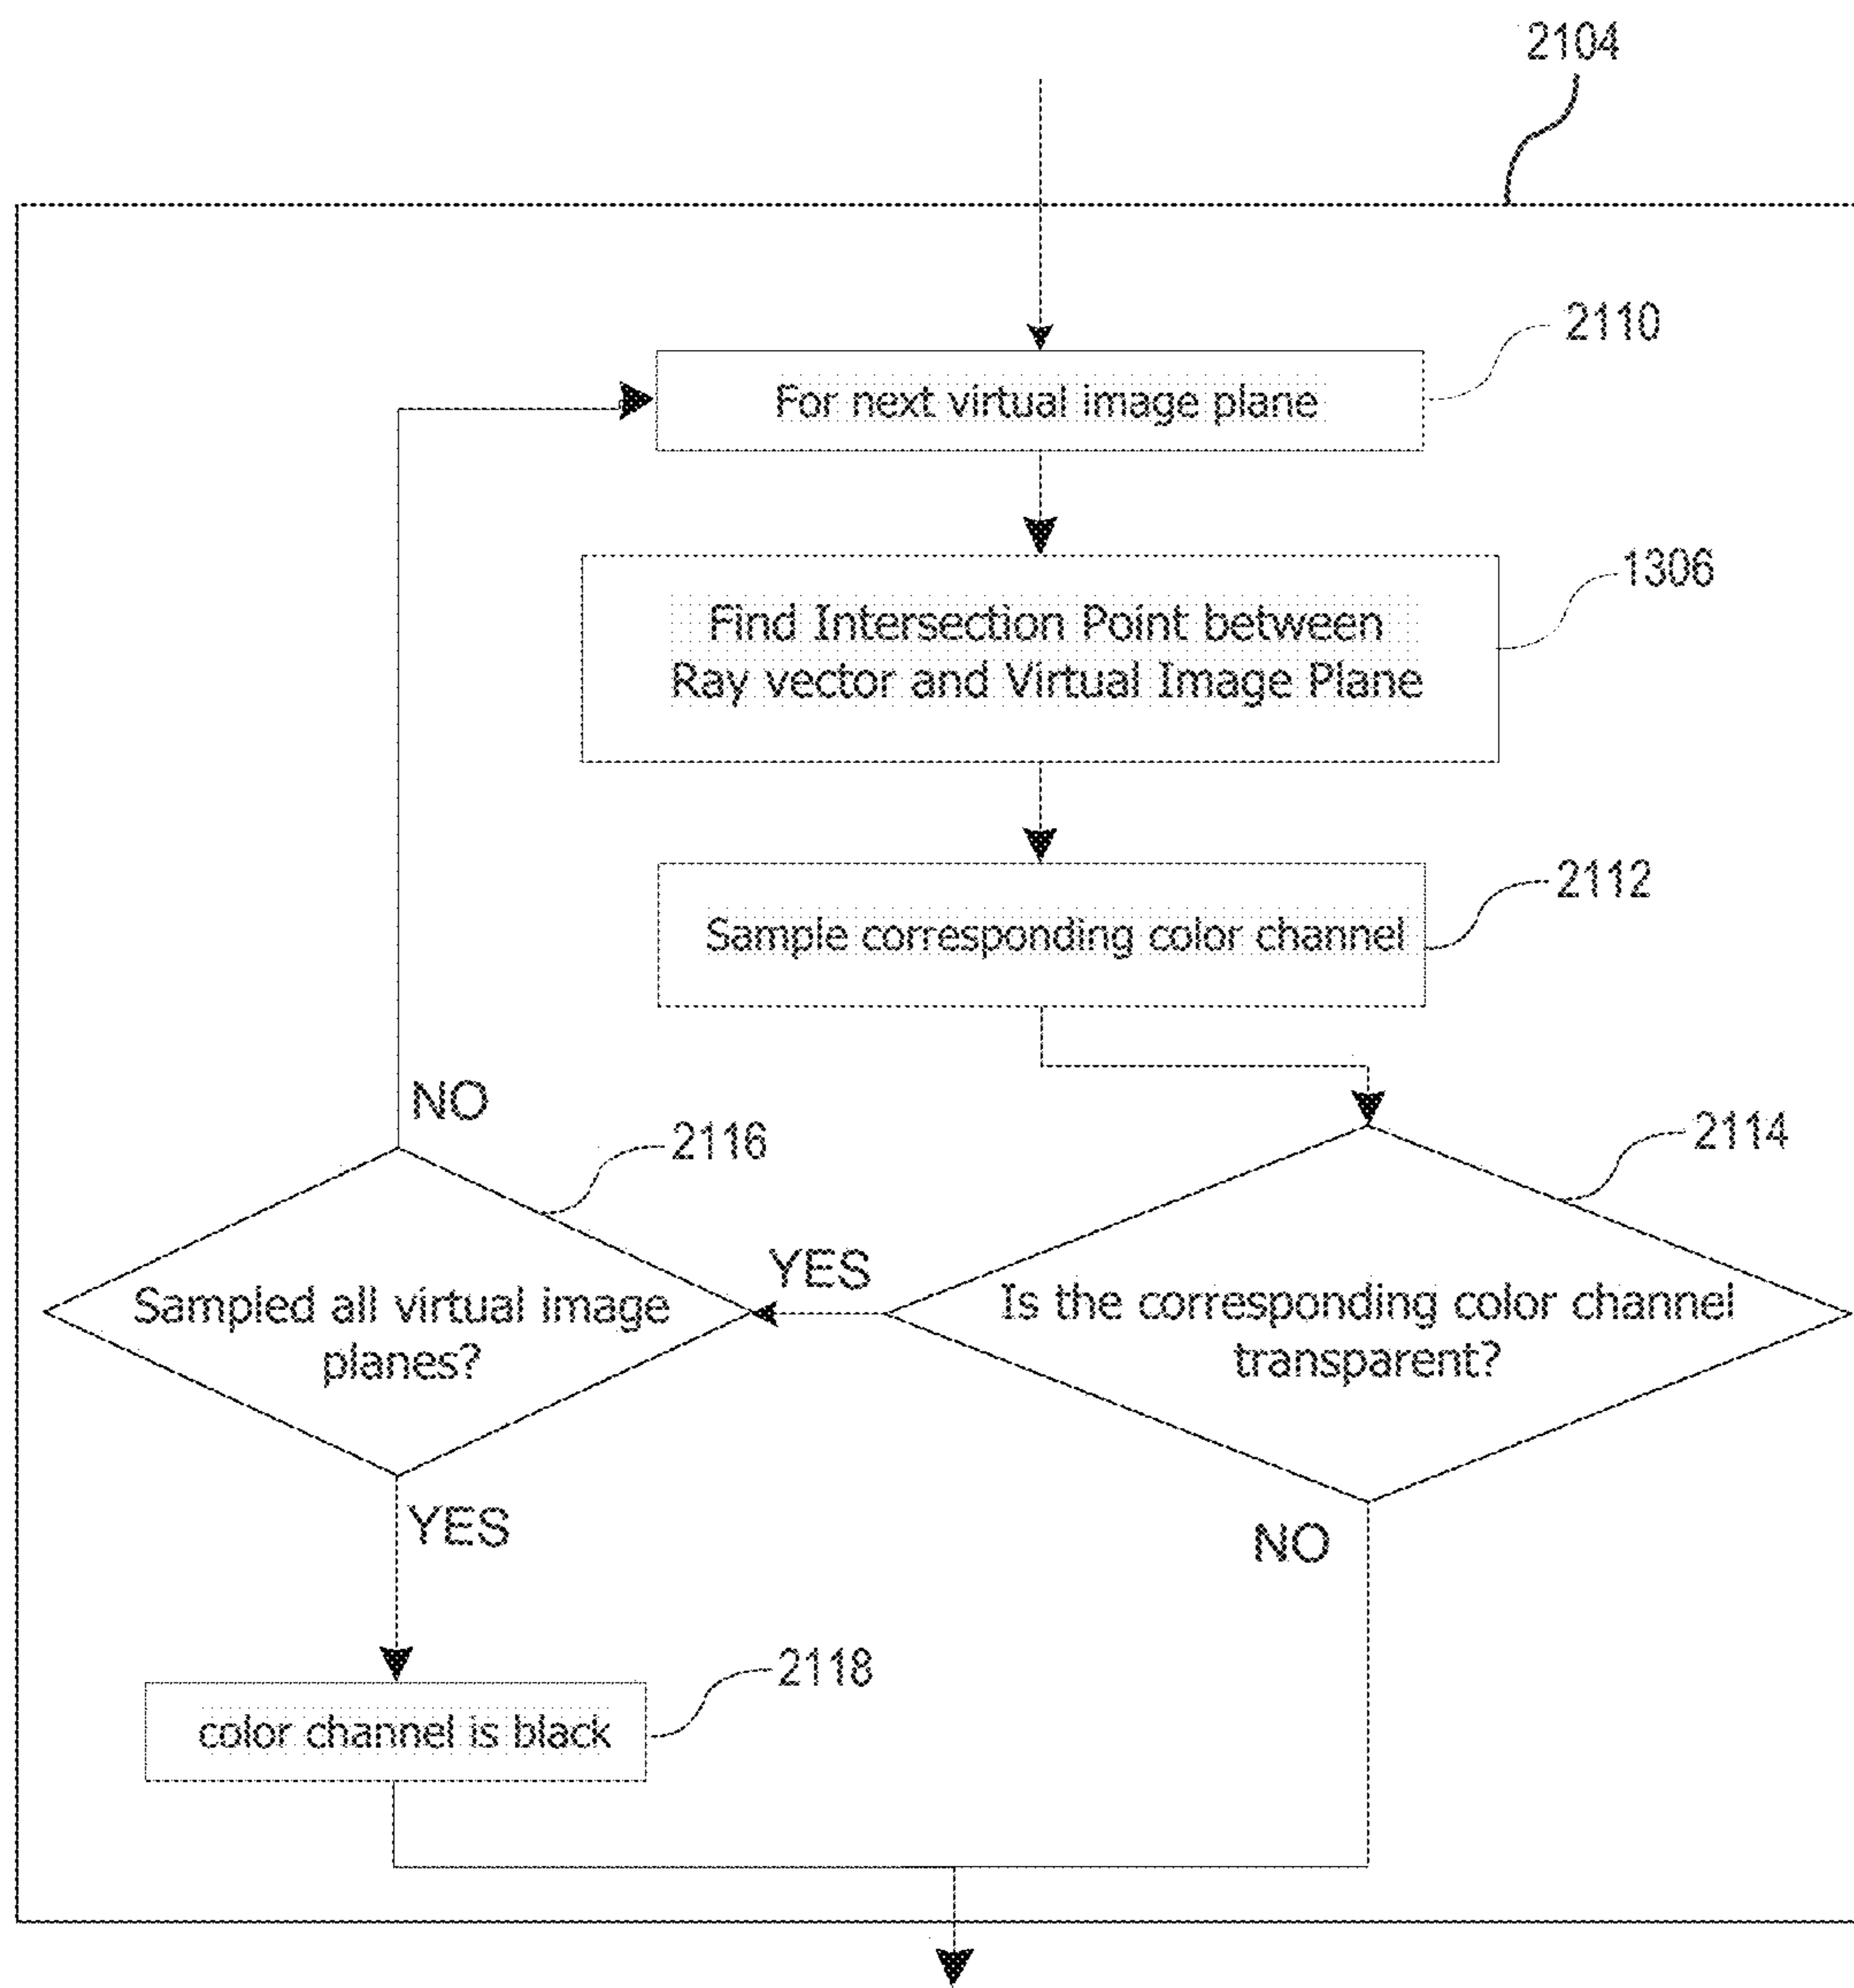 2104
2110
For next virtual image plane
1306
Find Intersection Point between
Ray vector and Virtual Image Plane
2112
Sample corresponding color channel
NO
2116
2114
YES
Sampled all virtual image
planes?
Is the corresponding color channel
transparent?
YES
NO
2118
color channel is black